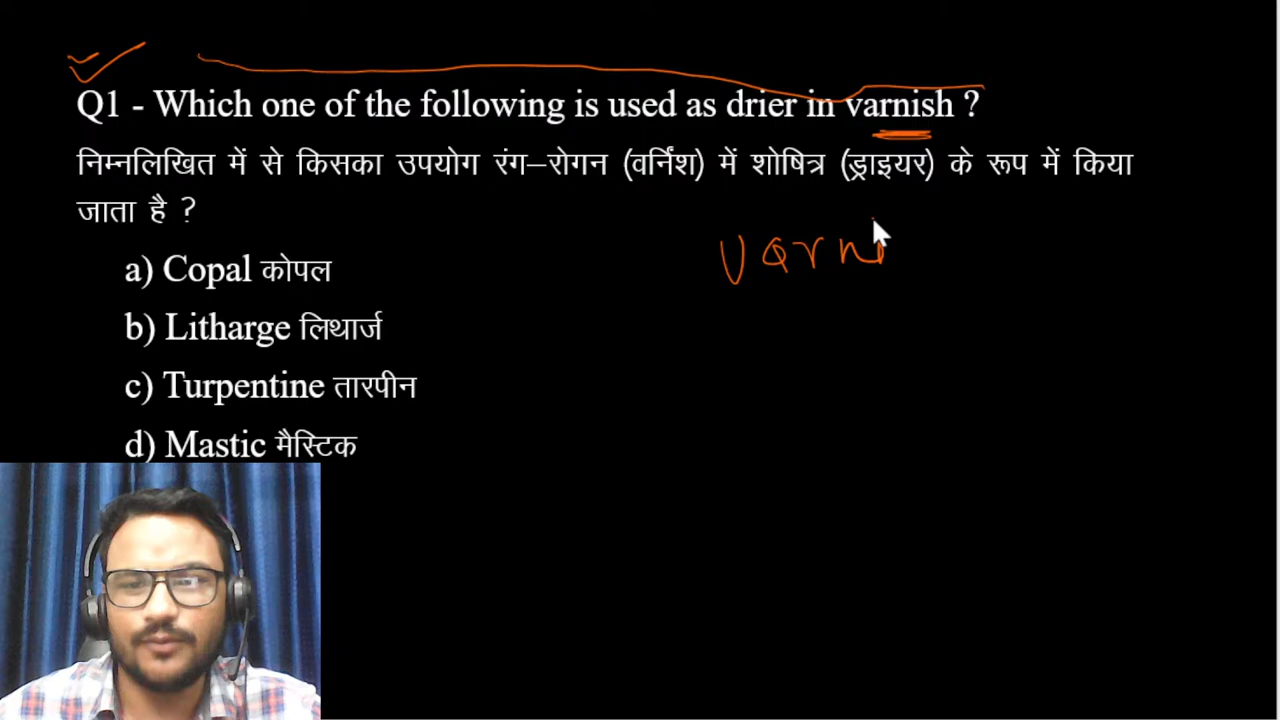 Q1 - Which one of the following is used as drier in varnish ?
निम्नलिखित में से किसका उपयोग रंग–रोगन (वर्निंश) में शोषित्र (ड्राइयर) के रूप में किया
जाता है ?
a) Copal कोपल
varni
b) Litharge लिथार्ज
c) Turpentine तारपीन
d) Mastic मैस्टिक